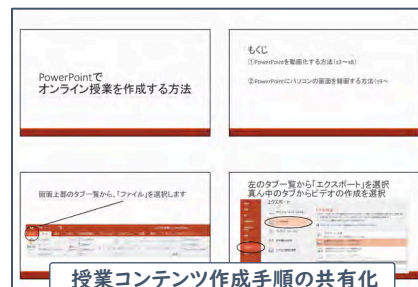 PowerPointで
オンライン授業を作成する方法
もくじ
①PowerPointを動画化する方法（s3〜s8）
②PowerPointにパソコンの画面を録画する方法（s9〜
画面上部のタブ一覧から、「ファイル」を選択します
左のタブ一覧から「エクスポート」を選択
真ん中のタブからビデオの作成を選択
エクスポート
授業コンテンツ作成手順の共有化